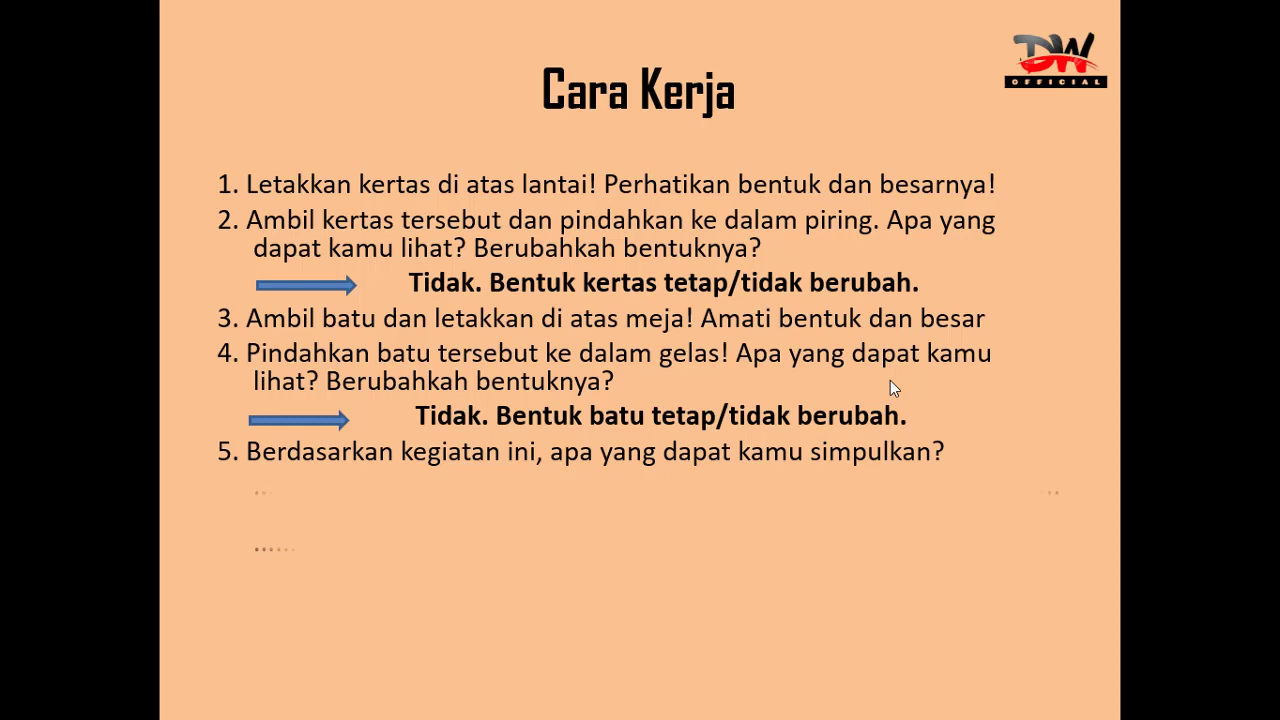 DW
OFFICIAL
Cara Kerja
1. Letakkan kertas di atas lantai! Perhatikan bentuk dan besarnya!
2. Ambil kertas tersebut dan pindahkan ke dalam piring. Apa yang
dapat kamu lihat? Berubahkah bentuknya?
Tidak. Bentuk kertas tetap/tidak berubah.
3. Ambil batu dan letakkan di atas meja! Amati bentuk dan besar
4. Pindahkan batu tersebut ke dalam gelas! Apa yang dapat kamu
lihat? Berubahkah bentuknya?
Tidak. Bentuk batu tetap/tidak berubah.
5. Berdasarkan kegiatan ini, apa yang dapat kamu simpulkan?